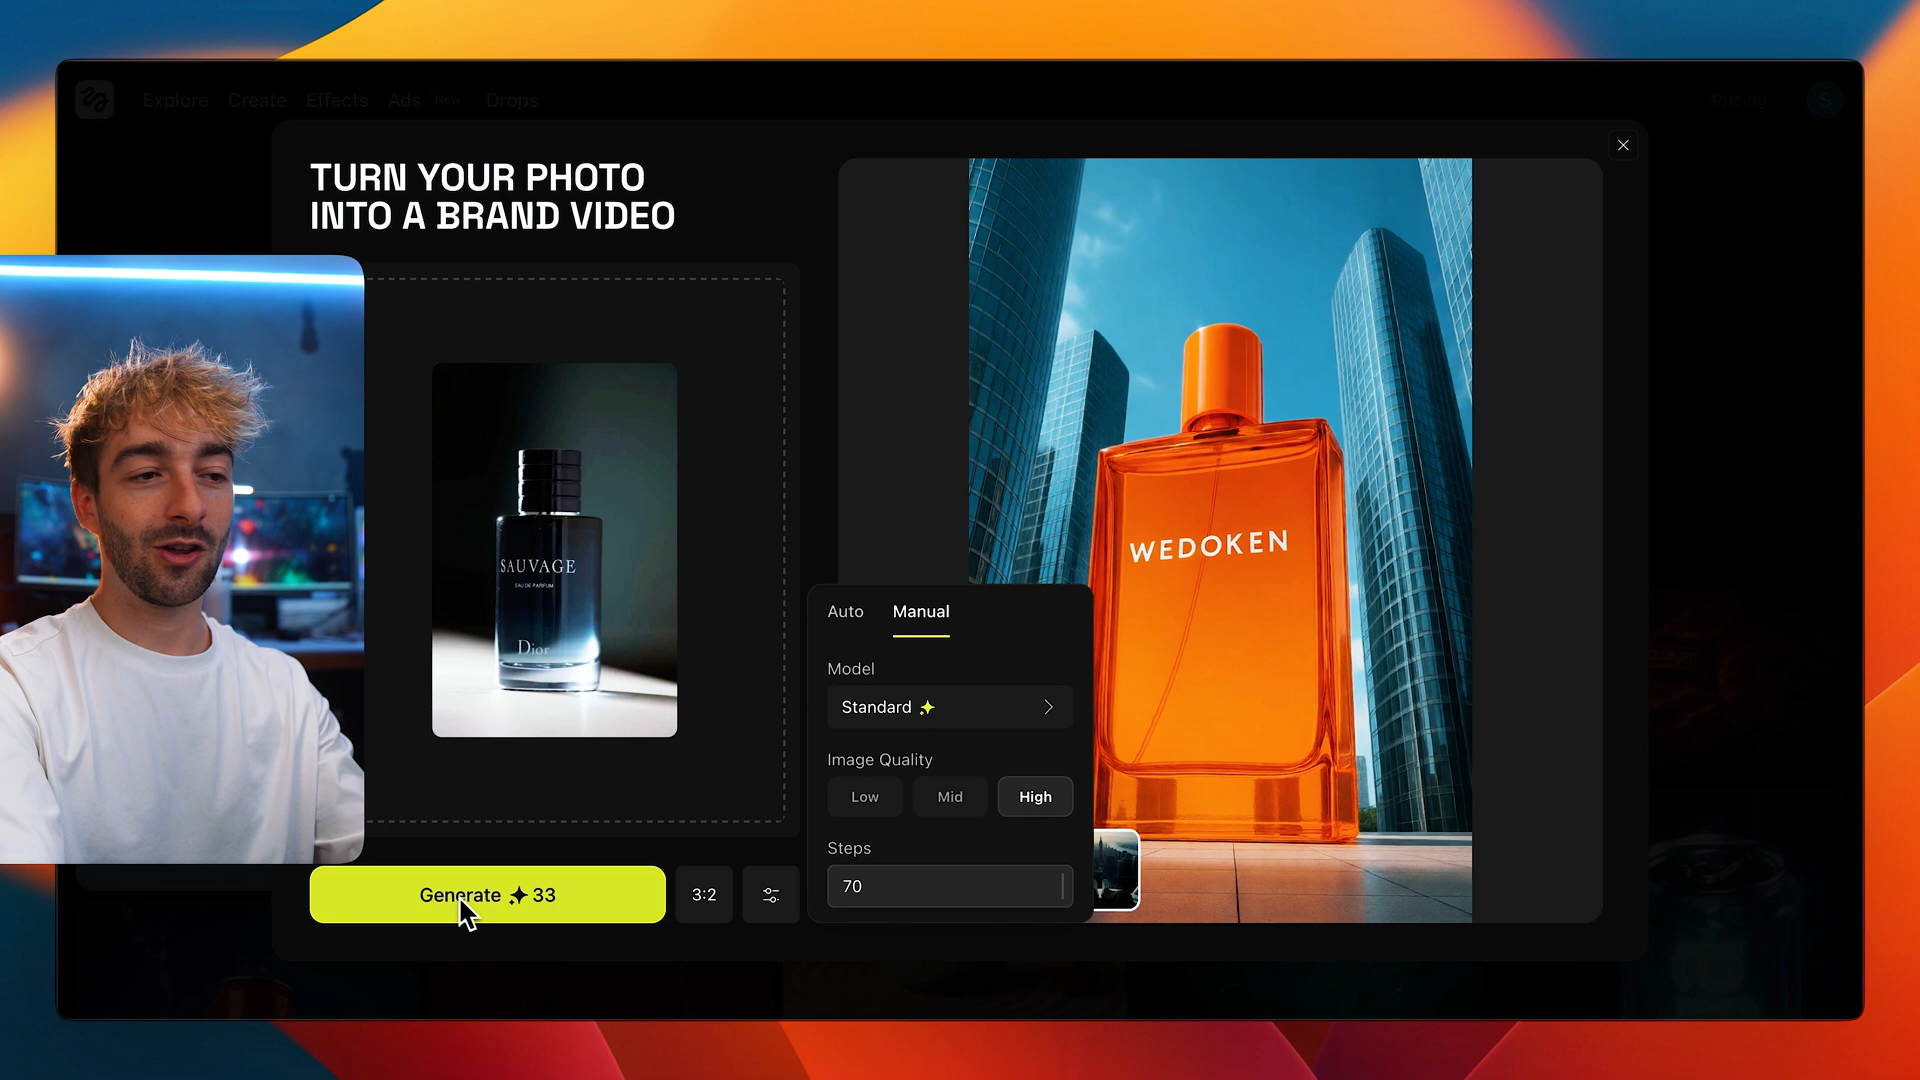 Explore Create Effects Ads New Drops
Pricing
S
TURN YOUR PHOTO
INTO A BRAND VIDEO
SAUVAGE
EAU DE PARFUM
Dior
WEDOKEN
Auto Manual
Model
Standard
Image Quality
Low Mid High
Steps
70
Generate 33
3:2